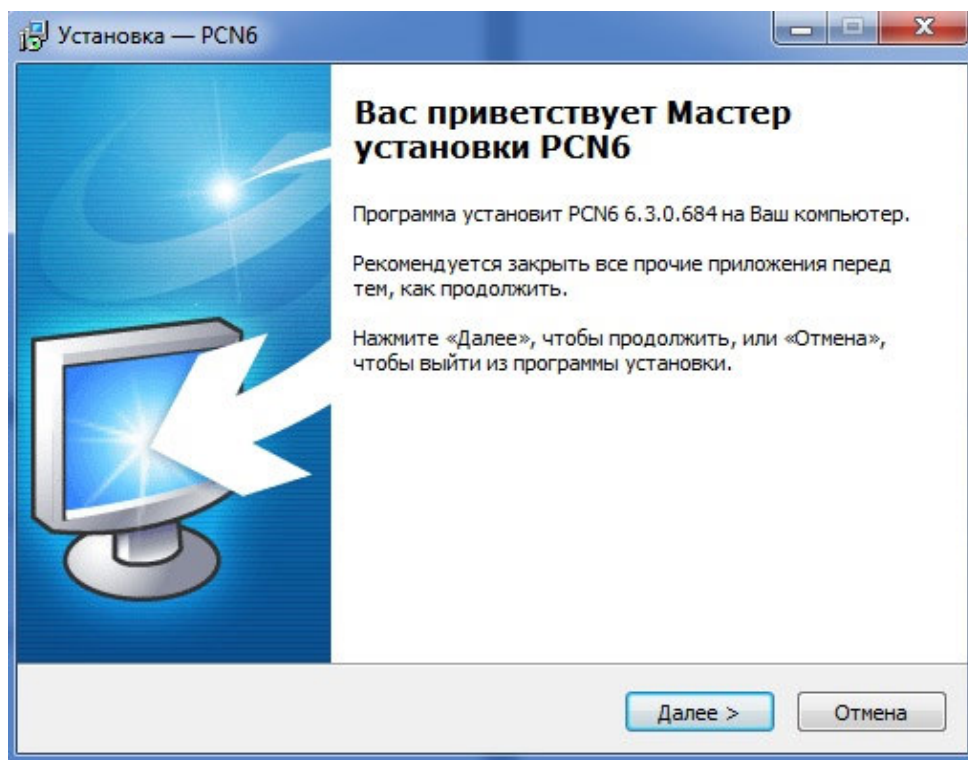 Установка — PCN6
Вас приветствует Мастер
установки PCN6
Программа установит PCN6 6.3.0.684 на Ваш компьютер.
Рекомендуется закрыть все прочие приложения перед
тем, как продолжить.
Нажмите «Далее», чтобы продолжить, или «Отмена»,
чтобы выйти из программы установки.
Далее >
Отмена